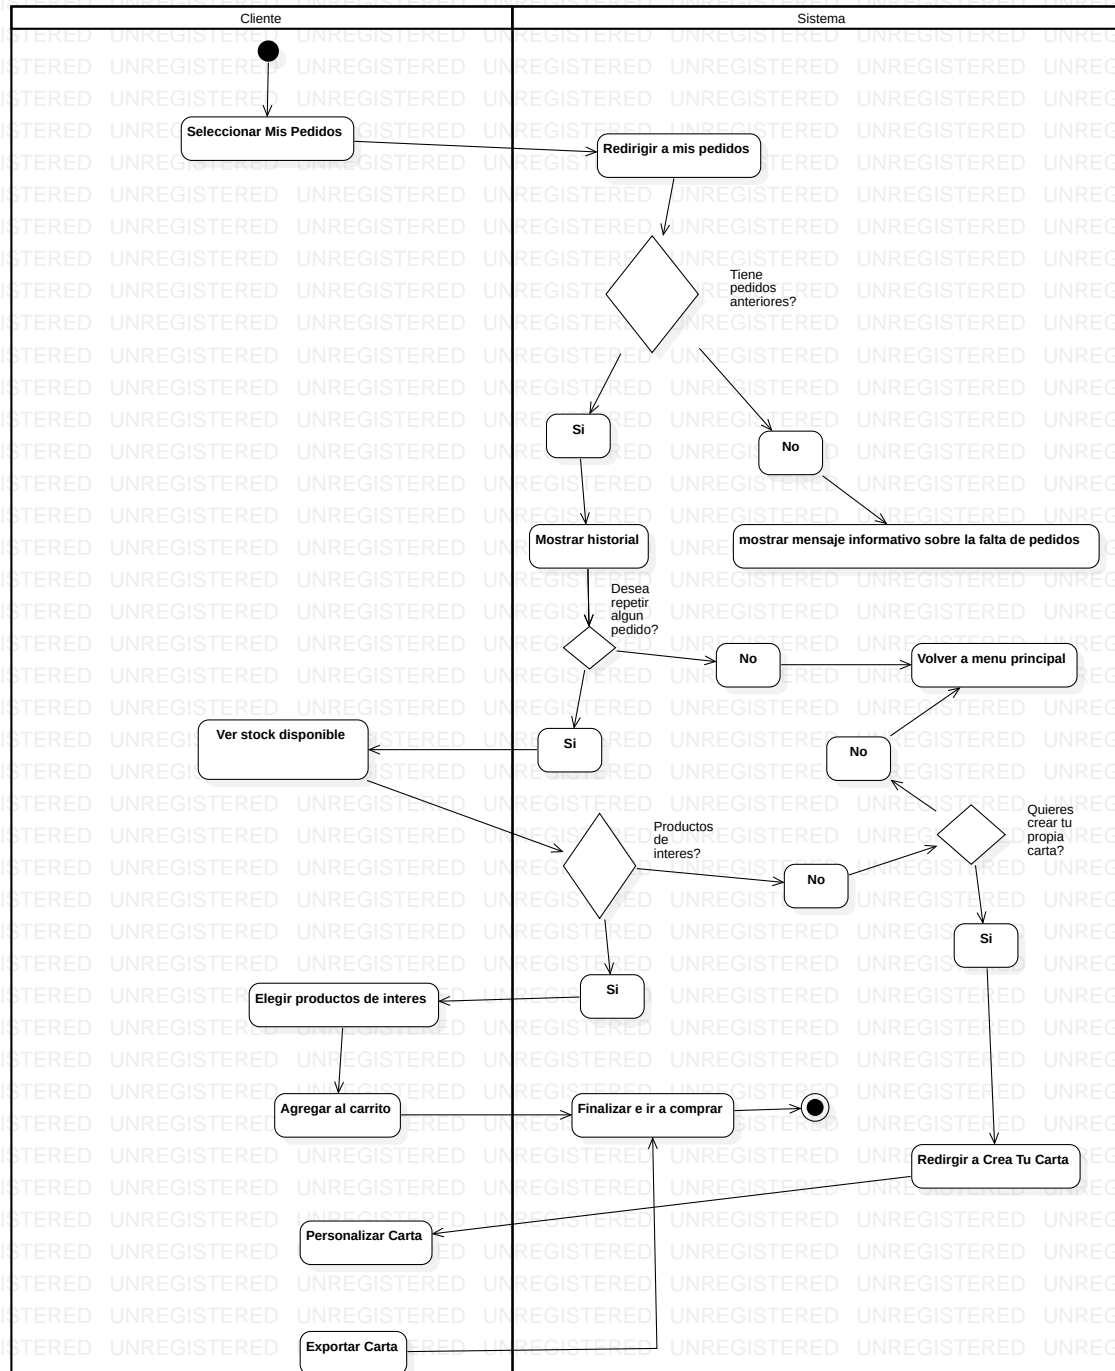 Cliente
Sistema
Seleccionar Mis Pedidos
Redirigir a mis pedidos
Tiene
pedidos
anteriores?
Si
No
Mostrar historial
mostrar mensaje informativo sobre la falta de pedidos
Desea
repetir
algun
pedido?
No
Volver a menu principal
Ver stock disponible
Si
No
Productos
de
interes?
Quieres
crear tu
propia
carta?
No
Si
Si
Elegir productos de interes
Agregar al carrito
Finalizar e ir a comprar
Redirgir a Crea Tu Carta
Personalizar Carta
Exportar Carta
UNREGISTERED